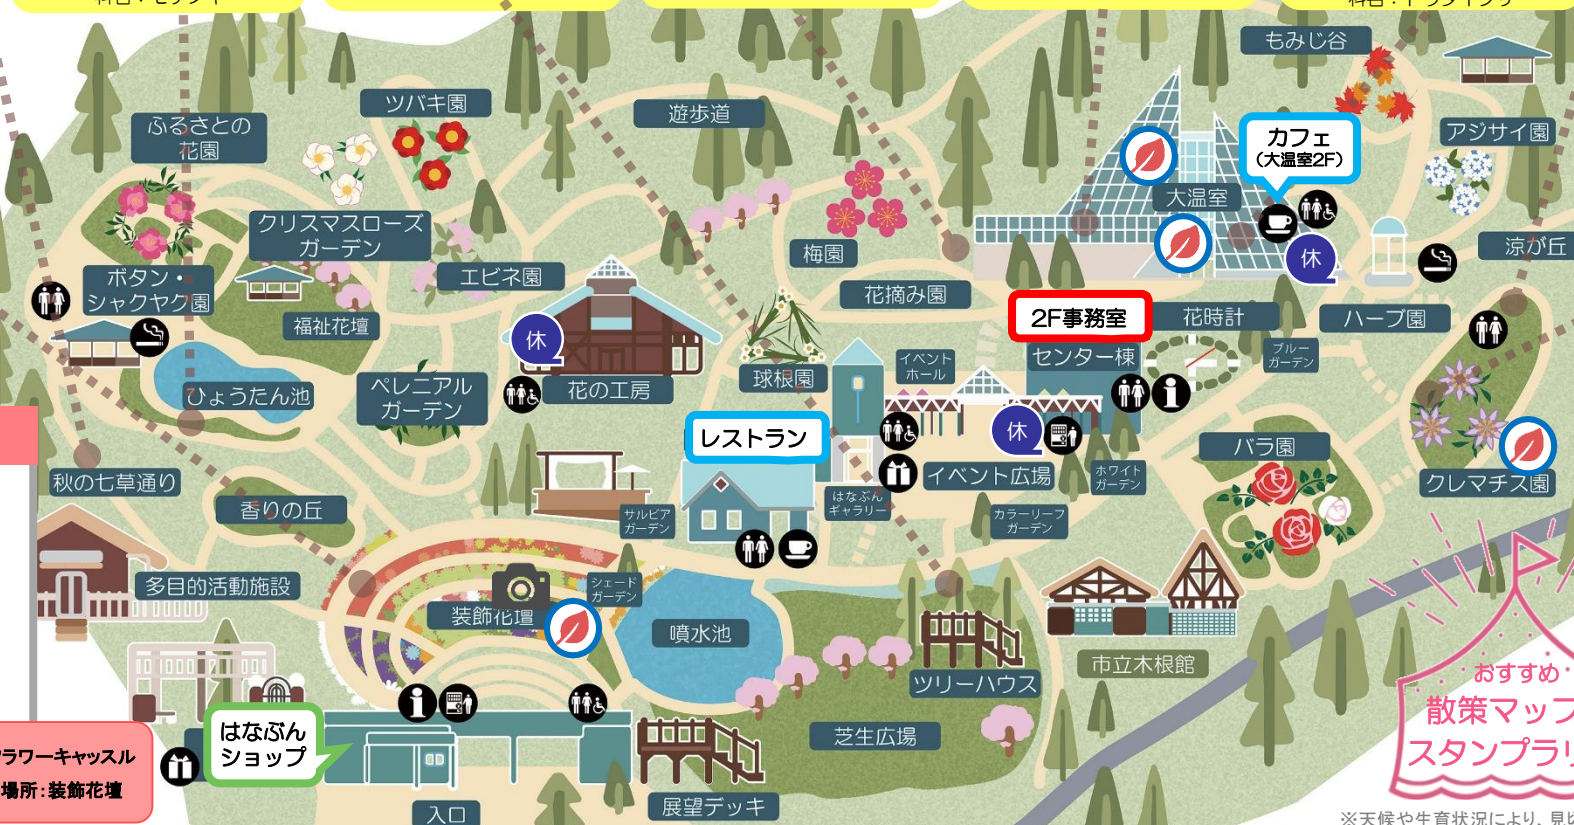 もみじ谷
ツバキ園
遊歩道
ふるさとの
花園
カフェ
(大温室2F)
アジサイ園
大温室
クリスマスローズ
ガーデン
梅園
涼が丘
エビネ園
ボタン・
シャクヤク園
休
花摘み園
福祉花壇
2F事務室
花時計
ハーブ園
休
センター棟
イベント
ホール
ブルー
ガーデン
球根園
ペレニアル
ガーデン
花の工房
ひょうたん池
レストラン
休
バラ園
秋の七草通り
イベント広場
ホワイト
ガーデン
クレマチス園
はなぶん
ギャラリー
香りの丘
サルビア
ガーデン
カラーリーフ
ガーデン
多目的活動施設
シェード
ガーデン
装飾花壇
噴水池
市立木根館
ツリーハウス
おすすめ
散策マップ
スタンプラリ
はなぶん
ショップ
芝生広場
ラワーキャッスル
場所:装飾花壇
展望デッキ
入口
※天候や生育状況により、見